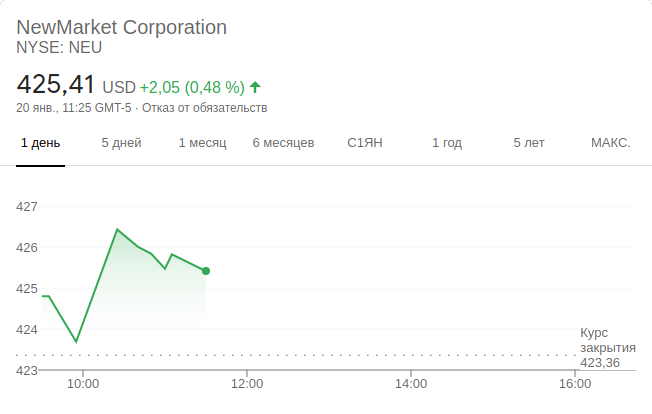 NewMarket Corporation
NYSE: NEU
425,41 USD +2,05 (0,48 %)
20 янв., 11:25 GMT-5 · Отказ от обязательств
1 день 5 дней 1 месяц 6 месяцев С1ЯН 1 год 5 лет МАКС.
427
426
425
424
Курс
закрытия
423,36
423
10:00 12:00 14:00 16:00